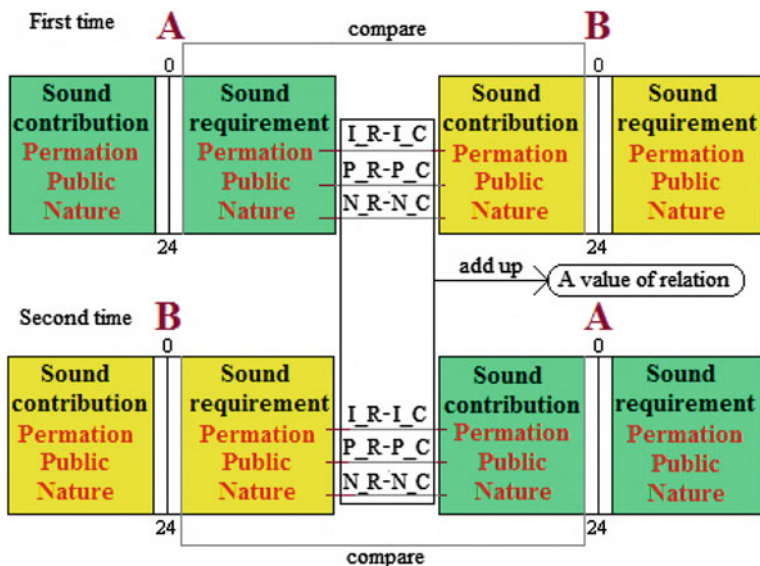 First time
A
compare
B
0
0
Sound
contribution
Permation
Public
Nature
Sound
requirement
Permation
Public
Nature
I_R-I_C
P_R-P_C
N_R-N_C
Sound
contribution
Permation
Public
Nature
Sound
requirement
Permation
Public
Nature
24
24
add up
A value of relation
Second time
B
A
0
0
Sound
contribution
Permation
Public
Nature
Sound
requirement
Permation
Public
Nature
I_R-I_C
P_R-P_C
N_R-N_C
Sound
contribution
Permation
Public
Nature
Sound
requirement
Permation
Public
Nature
24
24
compare